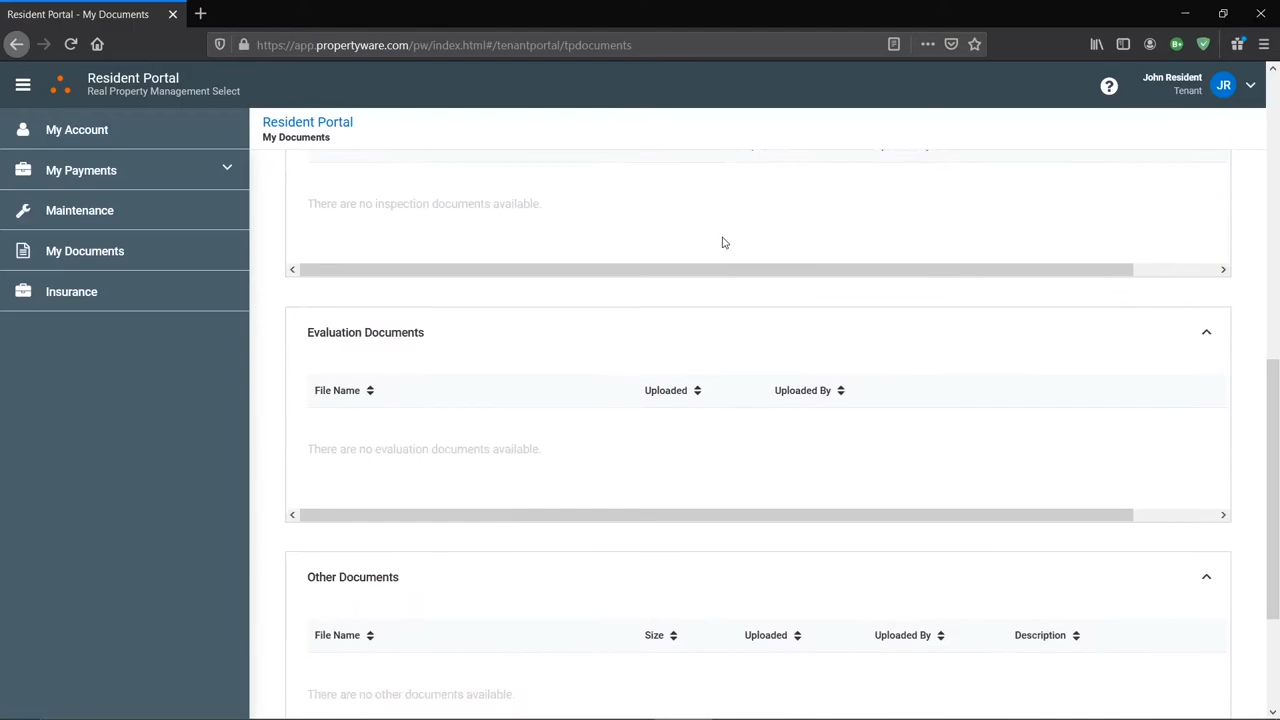 Resident Portal - My Documents
https://app.propertyware.com/pw/index.html#/tenantportal/tpdocuments
Resident Portal
Real Property Management Select
John Resident
Tenant
JR
My Account
My Payments
Maintenance
My Documents
Insurance
Resident Portal
My Documents
There are no inspection documents available.
Evaluation Documents
File Name Uploaded Uploaded By
There are no evaluation documents available.
Other Documents
File Name Size Uploaded Uploaded By Description
There are no other documents available.